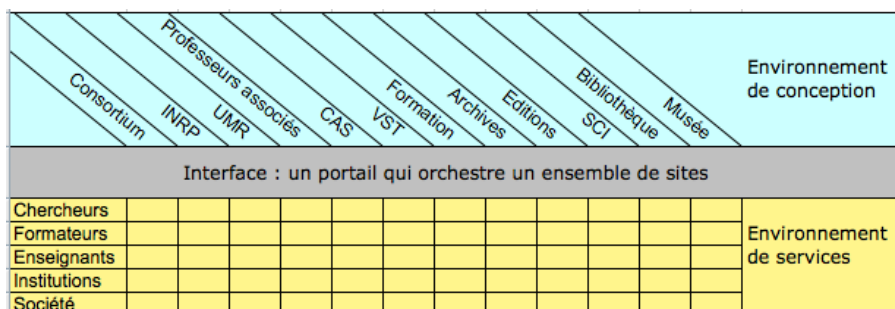 Consortium
INRP
UMR
Professeurs associés
CAS
VST
Formation
Archives
Editions
SCI
Bibliothèque
Musée
Environnement
de conception
Interface : un portail qui orchestre un ensemble de sites
Chercheurs
Formateurs
Enseignants
Institutions
Société
Environnement
de services